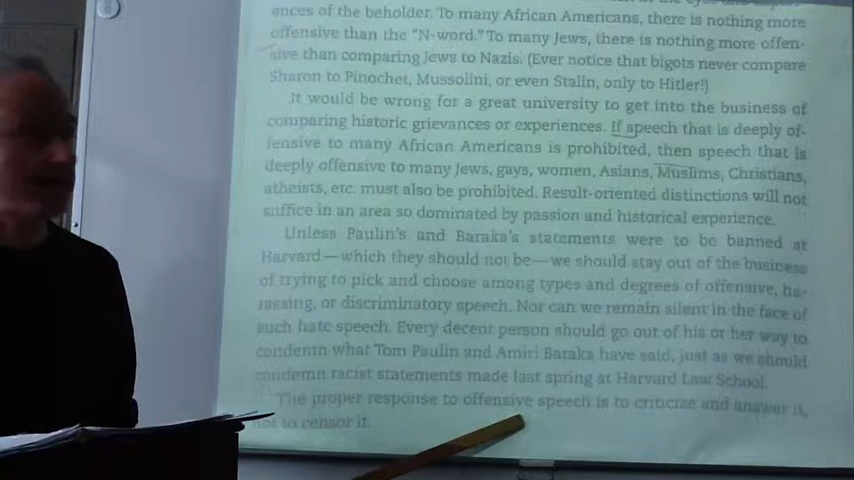 ences of the beholder. To many African Americans, there is nothing more
offensive than the "N-word." To many Jews, there is nothing more offen-
sive than comparing Jews to Nazis. (Ever notice that bigots never compare
Sharon to Pinochet, Mussolini, or even Stalin, only to Hitler!)
It would be wrong for a great university to get into the business of
comparing historic grievances or experiences. If speech that is deeply of-
fensive to many African Americans is prohibited, then speech that is
deeply offensive to many Jews, gays, women, Asians, Muslims, Christians,
atheists, etc. must also be prohibited. Result-oriented distinctions will not
suffice in an area so dominated by passion and historical experience.
Unless Paulin's and Baraka's statements were to be banned at
Harvard—which they should not be—we should stay out of the business
of trying to pick and choose among types and degrees of offensive, ha-
rassing, or discriminatory speech. Nor can we remain silent in the face of
such hate speech. Every decent person should go out of his or her way to
condemn what Tom Paulin and Amiri Baraka have said, just as we should
condemn racist statements made last spring at Harvard Law School.
The proper response to offensive speech is to criticize and answer it,
not to censor it.